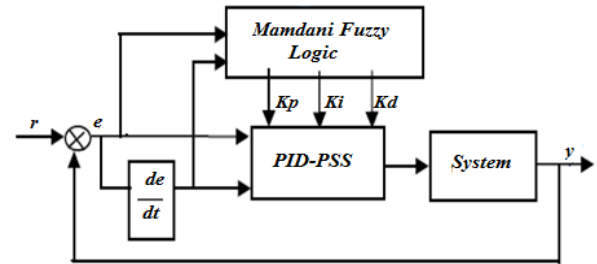 Mamdani Fuzzy
Logic
Kp Ki Kd
r e
PID-PSS
System
y
de
dt